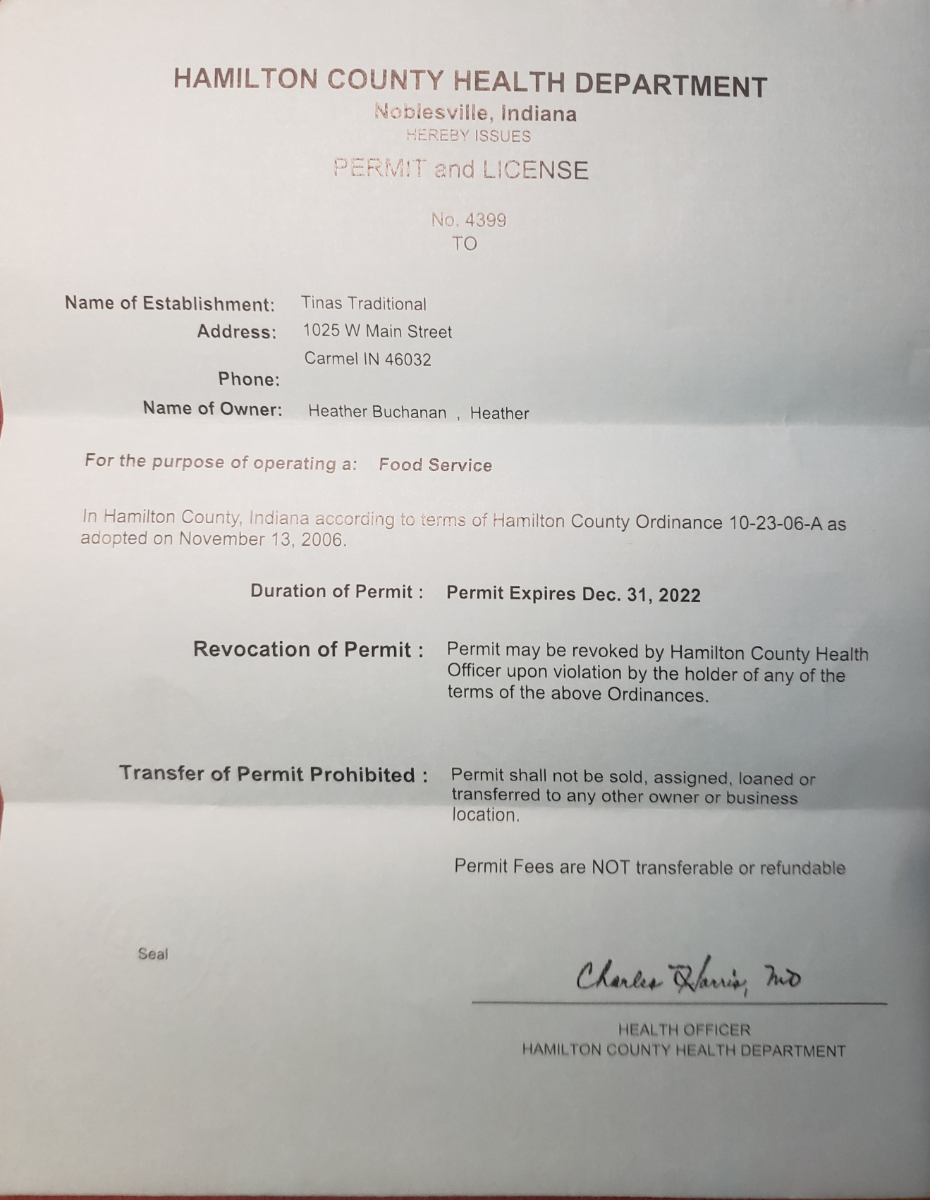 HAMILTON COUNTY HEALTH DEPARTMENT
Noblesville, Indiana
HEREBY ISSUES
PERMIT and LICENSE
No. 4399
TO
Name of Establishment: Tinas Traditional
Address: 1025 W Main Street
Carmel IN 46032
Phone:
Name of Owner: Heather Buchanan , Heather
For the purpose of operating a: Food Service
In Hamilton County, Indiana according to terms of Hamilton County Ordinance 10-23-06-A as
adopted on November 13, 2006.
Duration of Permit : Permit Expires Dec. 31, 2022
Revocation of Permit : Permit may be revoked by Hamilton County Health
Officer upon violation by the holder of any of the
terms of the above Ordinances.
Transfer of Permit Prohibited : Permit shall not be sold, assigned, loaned or
transferred to any other owner or business
location.
Permit Fees are NOT transferable or refundable
Seal
Charles Harris, MD
HEALTH OFFICER
HAMILTON COUNTY HEALTH DEPARTMENT